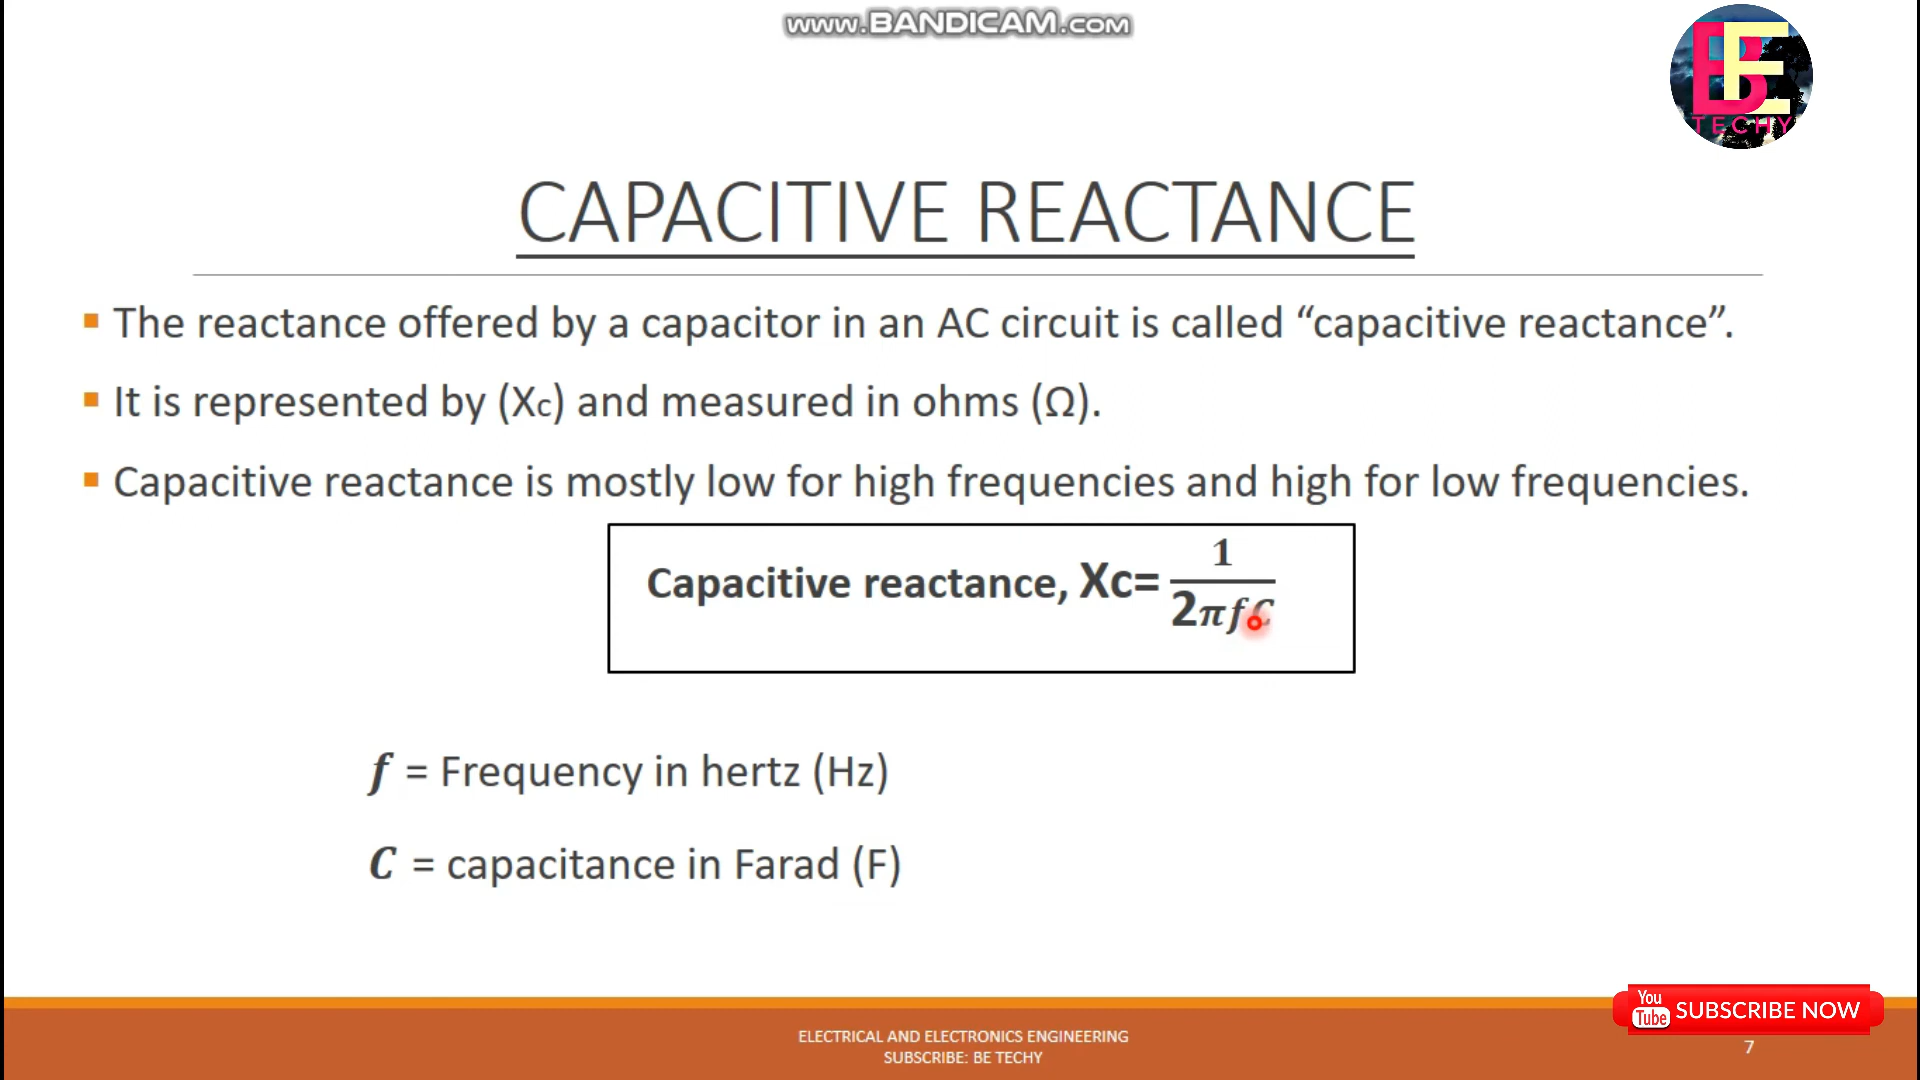 www.BANDICAM.com
BE
TECHY
CAPACITIVE REACTANCE
▪ The reactance offered by a capacitor in an AC circuit is called “capacitive reactance”.
▪ It is represented by (Xc) and measured in ohms (Ω).
▪ Capacitive reactance is mostly low for high frequencies and high for low frequencies.
Capacitive reactance, Xc= 1
2πfC
f = Frequency in hertz (Hz)
C = capacitance in Farad (F)
You Tube SUBSCRIBE NOW
ELECTRICAL AND ELECTRONICS ENGINEERING
SUBSCRIBE: BE TECHY
7